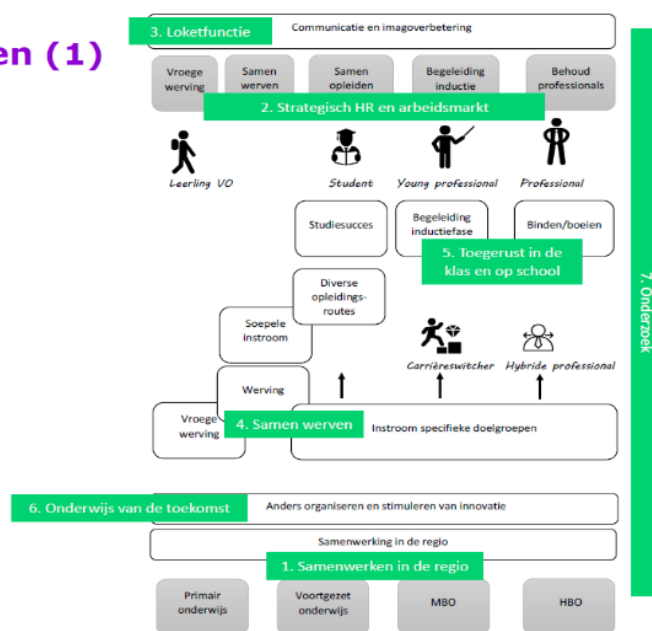 en (1)
3. Loketfunctie
Communicatie en imagoverbetering
Vroege
werving
Samen
werven
Samen
opleiden
Begeleiding
inductie
Behoud
professionals
2. Strategisch HR en arbeidsmarkt
Leerling VO
Student
Young professional
Professional
Studiesucces
Begeleiding
inductiefase
Binden/boeien
5. Toegerust in de
klas en op school
Diverse
opleidings-
routes
Soepele
instroom
Carrièreswitcher
Hybride professional
Werving
Vroege
werving
4. Samen werven
Instroom specifieke doelgroepen
7. Onderzoek
6. Onderwijs van de toekomst
Anders organiseren en stimuleren van innovatie
Samenwerking in de regio
1. Samenwerken in de regio
Primair
onderwijs
Voortgezet
onderwijs
MBO
HBO